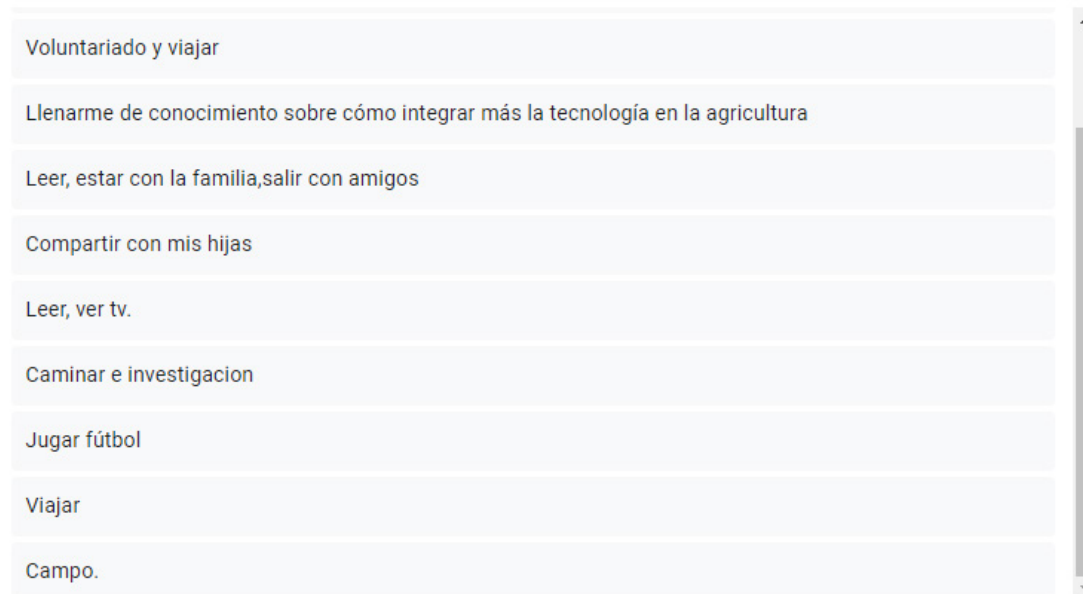 Voluntariado y viajar
Llenarme de conocimiento sobre cómo integrar más la tecnología en la agricultura
Leer, estar con la familia,salir con amigos
Compartir con mis hijas
Leer, ver tv.
Caminar e investigacion
Jugar fútbol
Viajar
Campo.